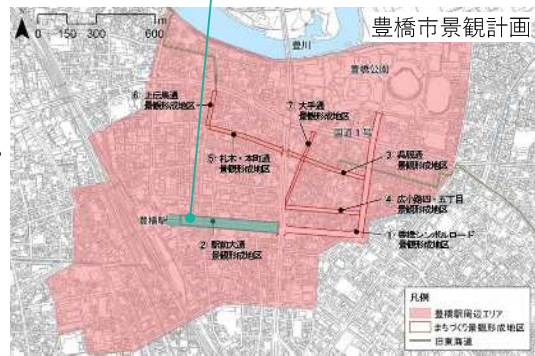 豊橋市景観計画
0 150 300 600
m
豊川
豊橋公園
6 上伝馬通
景観形成地区
7 大手通
景観形成地区
国道1号
5 札木・本町通
景観形成地区
3 呉服通
景観形成地区
4 広小路四・五丁目
景観形成地区
豊橋駅
2 駅前大通
景観形成地区
1 豊橋シンボルロード
景観形成地区
凡例
豊橋駅周辺エリア
まちづくり景観形成地区
旧東海道